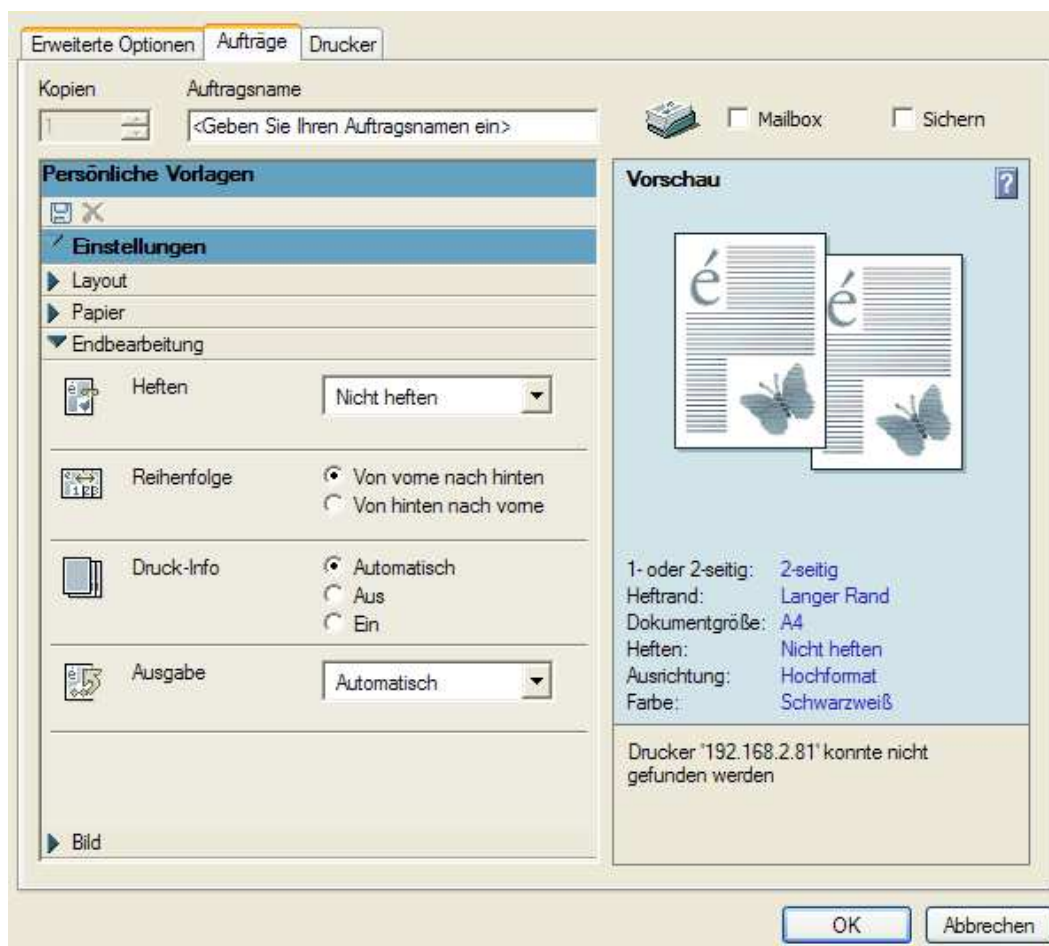 Erweiterte Optionen Aufträge Drucker
Kopien Auftragsname
1 <Geben Sie Ihren Auftragsnamen ein> Mailbox Sichern
Persönliche Vorlagen
Einstellungen
Layout
Papier
Endbearbeitung
Heften Nicht heften
Reihenfolge Von vorne nach hinten
Von hinten nach vorne
Druck-Info Automatisch
Aus
Ein
Ausgabe Automatisch
Bild
Vorschau ?
é é
1- oder 2-seitig: 2-seitig
Heftrand: Langer Rand
Dokumentgröße: A4
Heften: Nicht heften
Ausrichtung: Hochformat
Farbe: Schwarzweiß
Drucker '192.168.2.81' konnte nicht
gefunden werden
OK Abbrechen